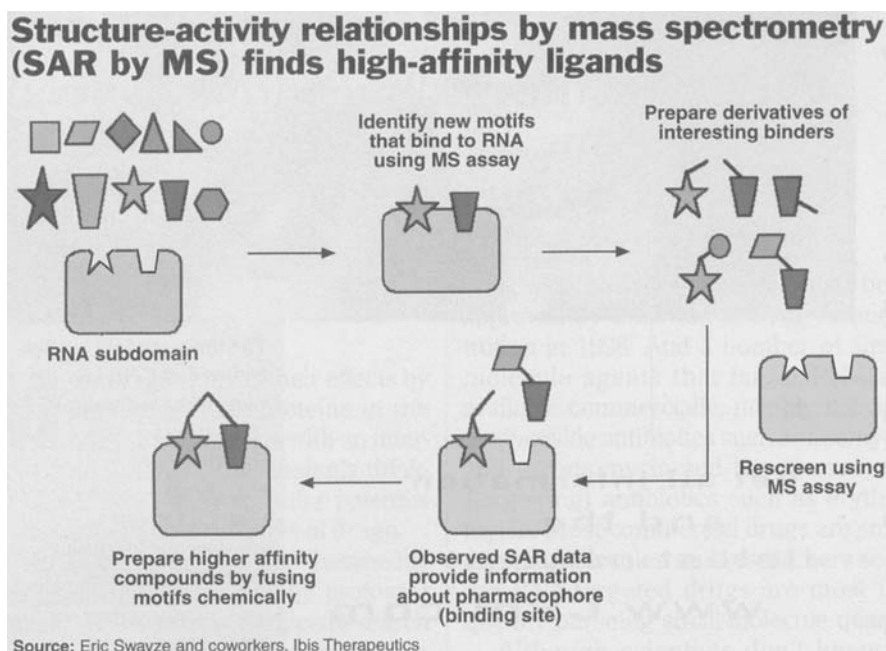 Structure-activity relationships by mass spectrometry
(SAR by MS) finds high-affinity ligands
Identify new motifs
that bind to RNA
using MS assay
Prepare derivatives of
interesting binders
RNA subdomain
Rescreen using
MS assay
Observed SAR data
provide information
about pharmacophore
(binding site)
Prepare higher affinity
compounds by fusing
motifs chemically
Source: Eric Swayze and coworkers, Ibis Therapeutics